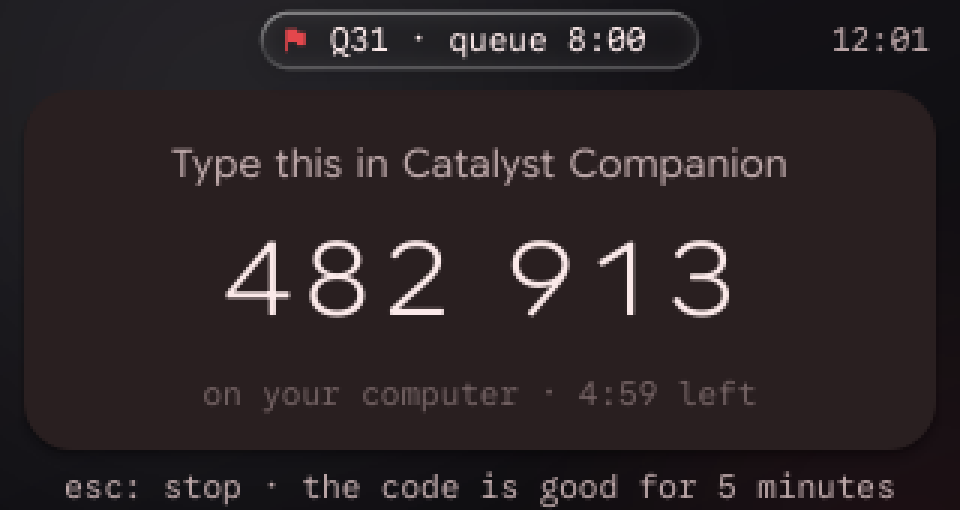 Q31 · queue 8:00
12:01
Type this in Catalyst Companion
482 913
on your computer · 4:59 left
esc: stop · the code is good for 5 minutes